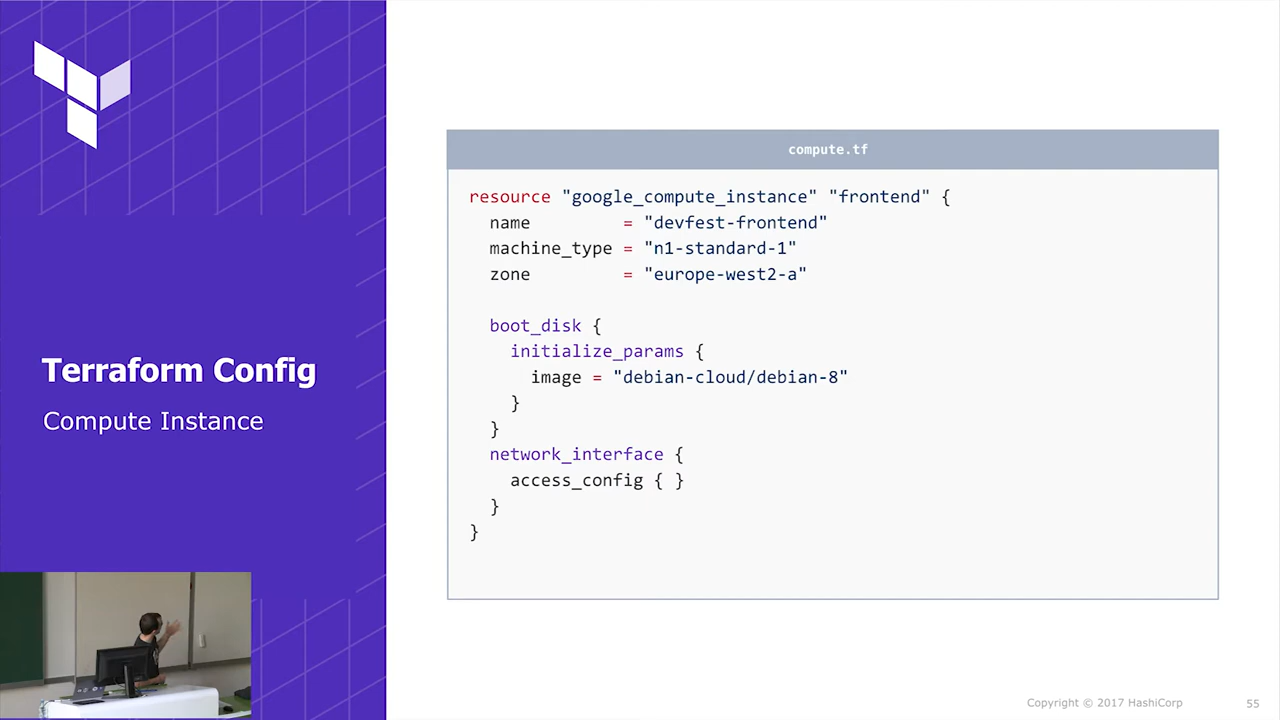 Terraform Config
Compute Instance
compute.tf
resource "google_compute_instance" "frontend" {
  name         = "devfest-frontend"
  machine_type = "n1-standard-1"
  zone         = "europe-west2-a"

  boot_disk {
    initialize_params {
      image = "debian-cloud/debian-8"
    }
  }
  network_interface {
    access_config { }
  }
}
Copyright © 2017 HashiCorp
55